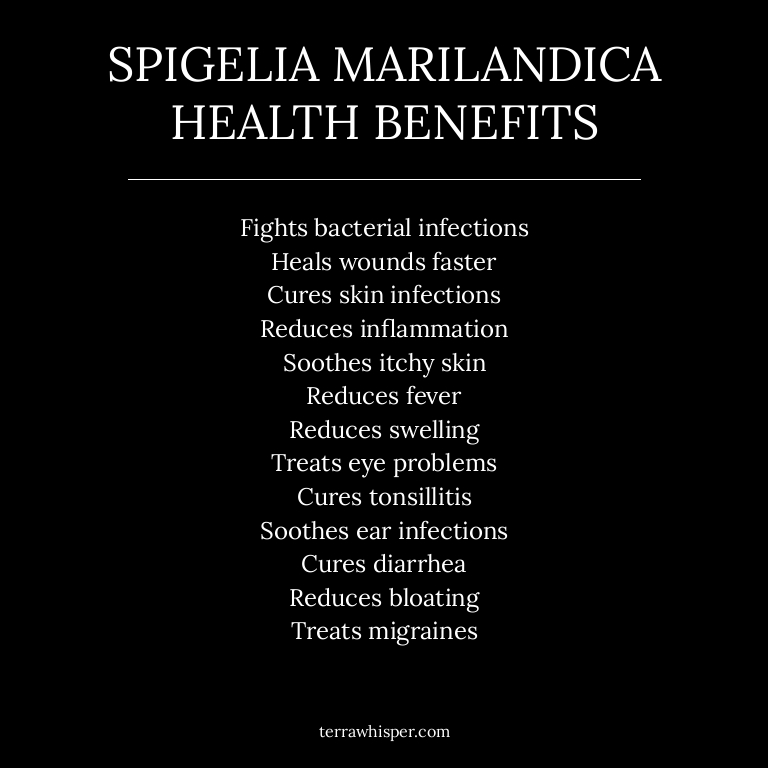 SPIGELIA MARILANDICA
HEALTH BENEFITS
Fights bacterial infections
Heals wounds faster
Cures skin infections
Reduces inflammation
Soothes itchy skin
Reduces fever
Reduces swelling
Treats eye problems
Cures tonsillitis
Soothes ear infections
Cures diarrhea
Reduces bloating
Treats migraines
terrawhisper.com